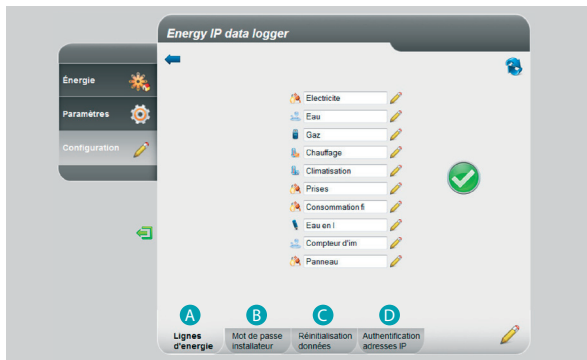 Energy IP data logger
Énergie
Paramètres
Configuration
Electricite
Eau
Gaz
Chauffage
Climatisation
Prises
Consommation fi
Eau en l
Compteur d'im
Panneau
A
B
C
D
Lignes
d'energie
Mot de passe
installateur
Réinitialisation
données
Authentification
adresses IP